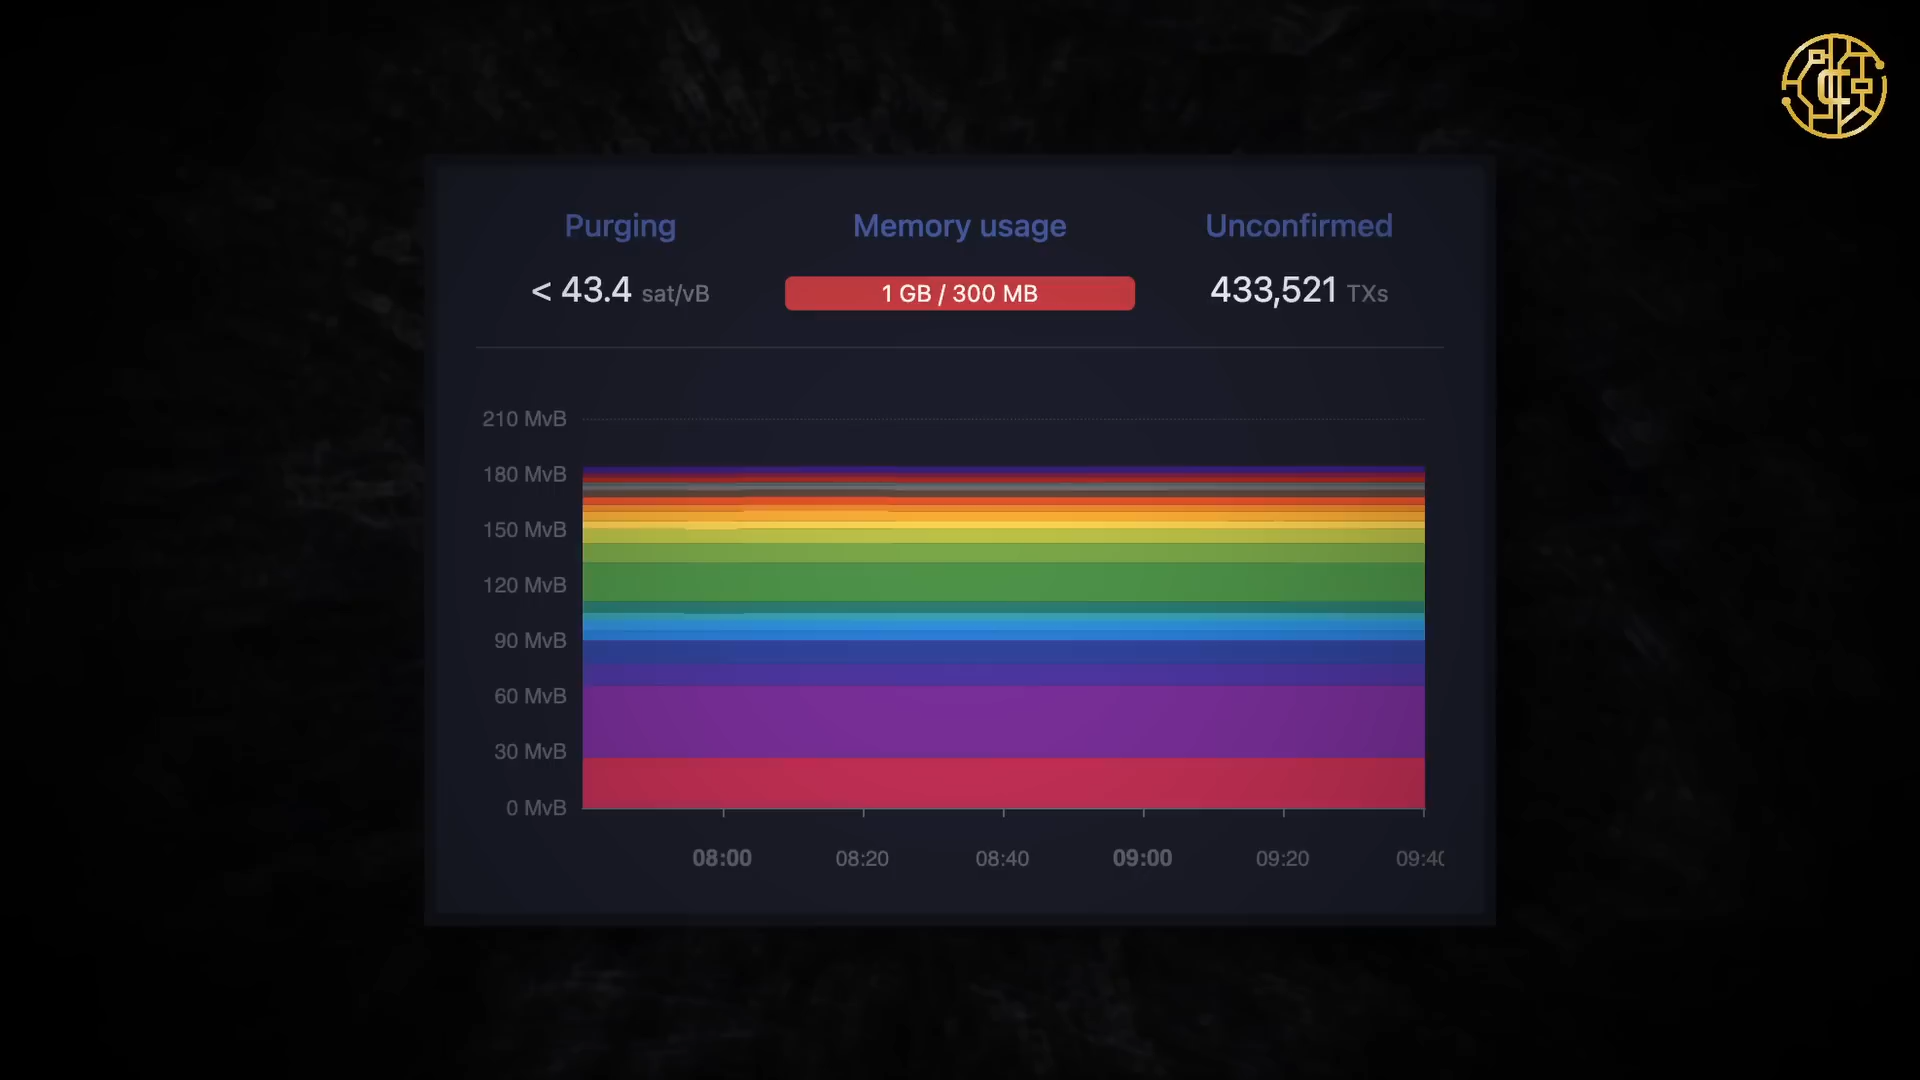 Purging
Memory usage
Unconfirmed
< 43.4 sat/vB
1 GB / 300 MB
433,521 TXs
210 MvB
180 MvB
150 MvB
120 MvB
90 MvB
60 MvB
30 MvB
0 MvB
08:00 08:20 08:40 09:00 09:20 09:40